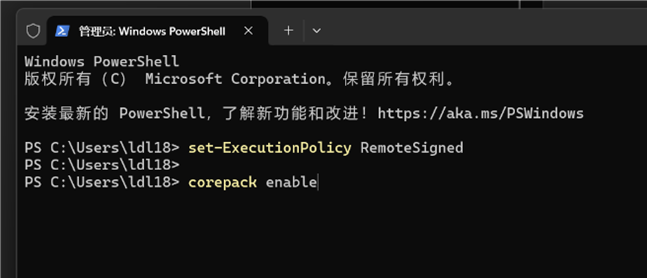 管理员: Windows PowerShell
Windows PowerShell
版权所有 (C) Microsoft Corporation。保留所有权利。
安装最新的 PowerShell，了解新功能和改进！https://aka.ms/PSWindows
PS C:\Users\ldl18> set-ExecutionPolicy RemoteSigned
PS C:\Users\ldl18>
PS C:\Users\ldl18> corepack enable